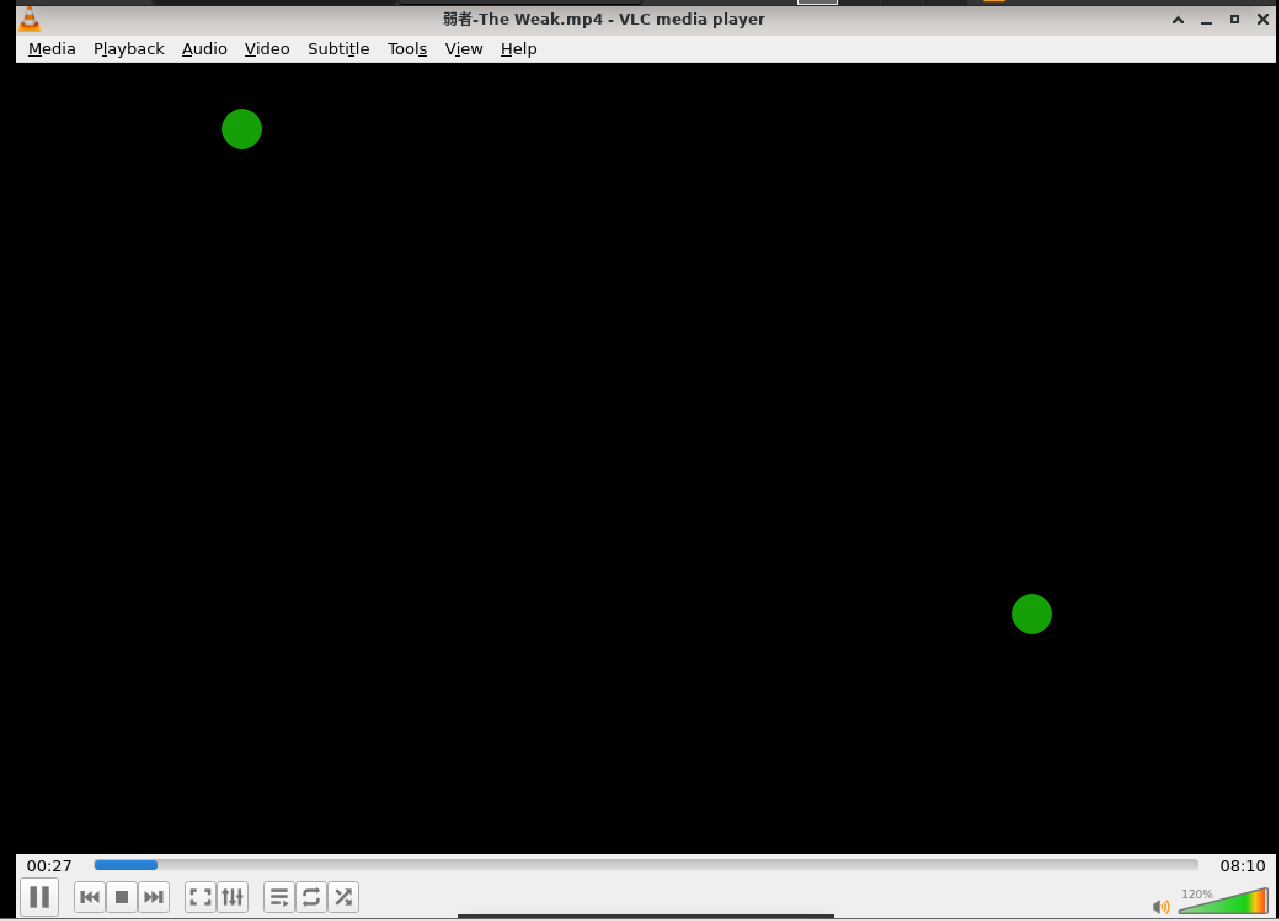 弱者-The Weak.mp4 - VLC media player
Media Playback Audio Video Subtitle Tools View Help
00:27 08:10
120%